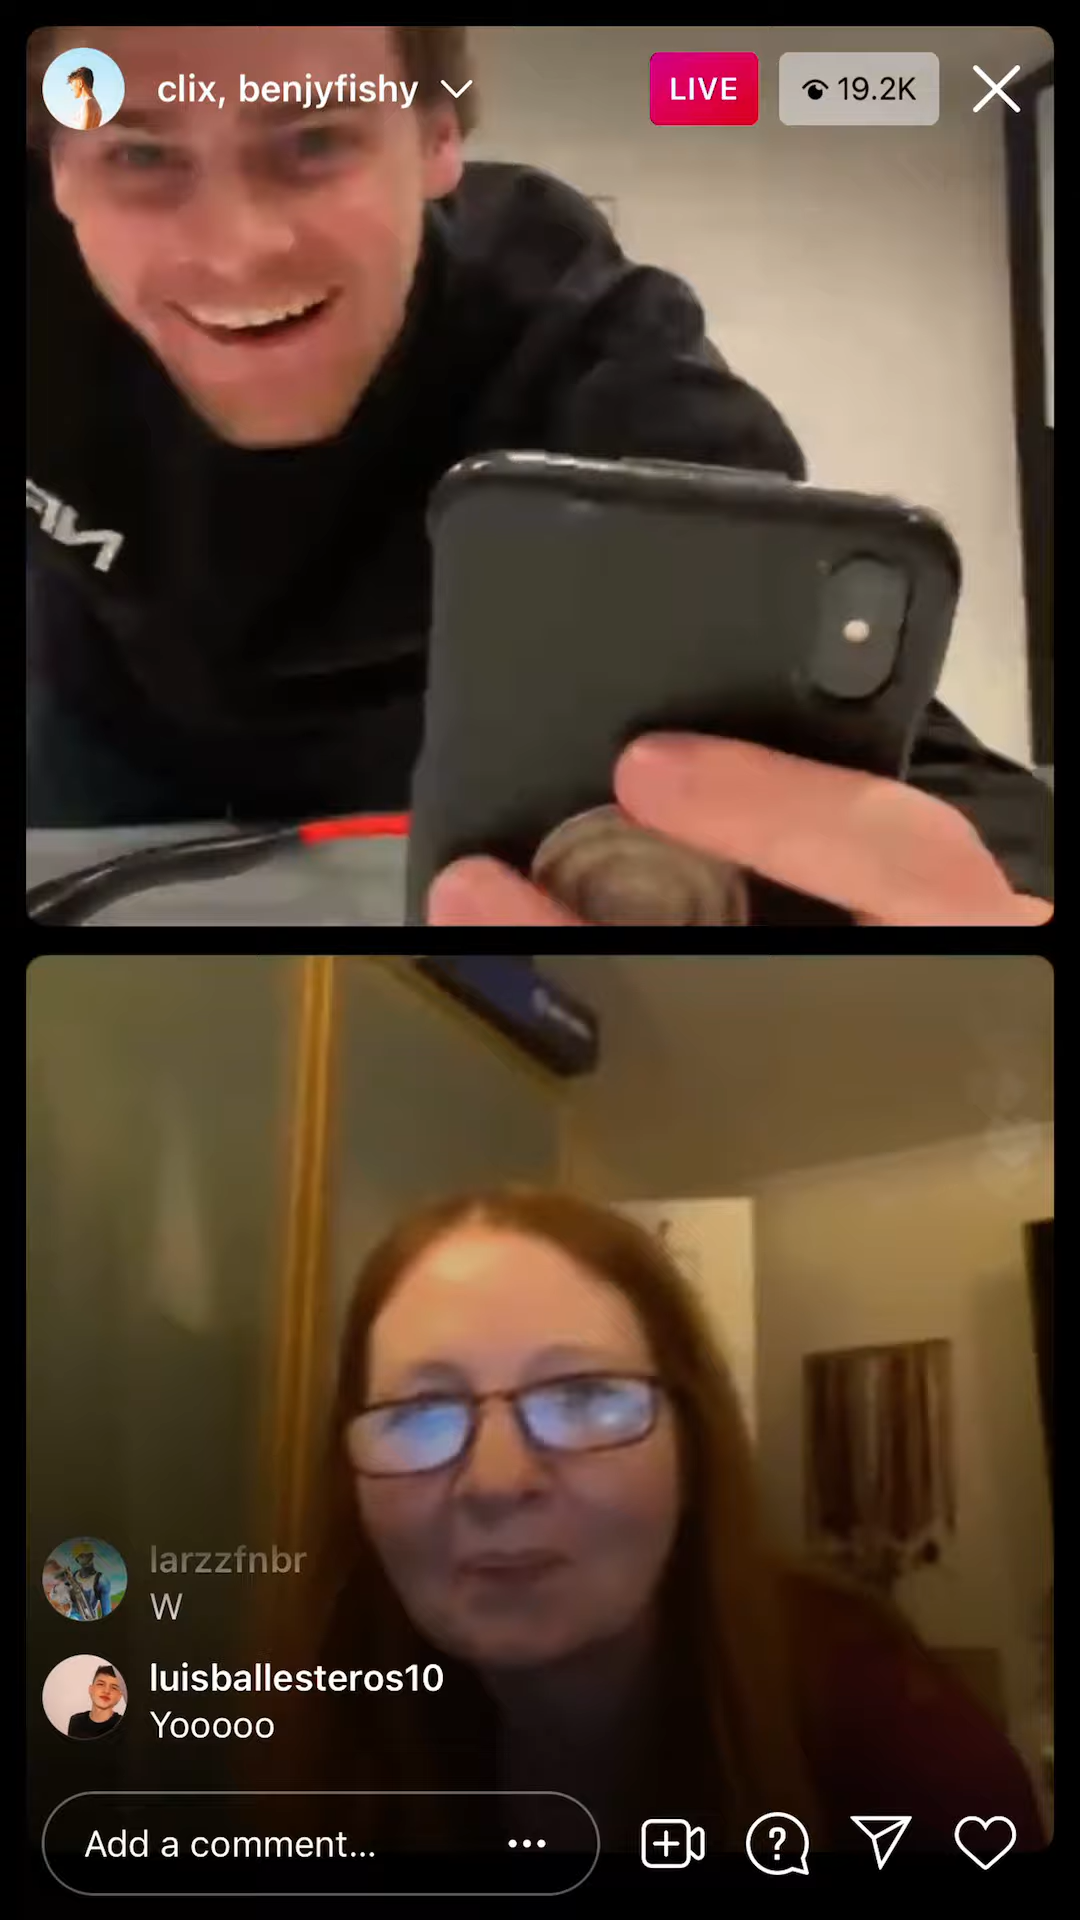 clix, benjyfishy
LIVE
19.2K
larzzfnbr
W
luisballesteros10
Yooooo
Add a comment...